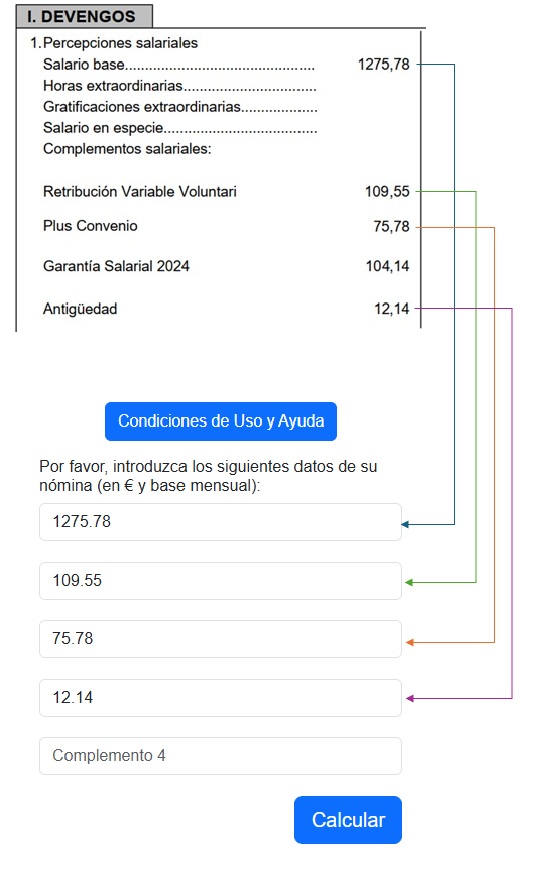 I. DEVENGOS
1. Percepciones salariales
Salario base................................................ 1275,78
Horas extraordinarias..................................
Gratificaciones extraordinarias....................
Salario en especie.......................................
Complementos salariales:
Retribución Variable Voluntari 109,55
Plus Convenio 75,78
Garantía Salarial 2024 104,14
Antigüedad 12,14
Condiciones de Uso y Ayuda
Por favor, introduzca los siguientes datos de su
nómina (en € y base mensual):
1275.78
109.55
75.78
12.14
Complemento 4
Calcular